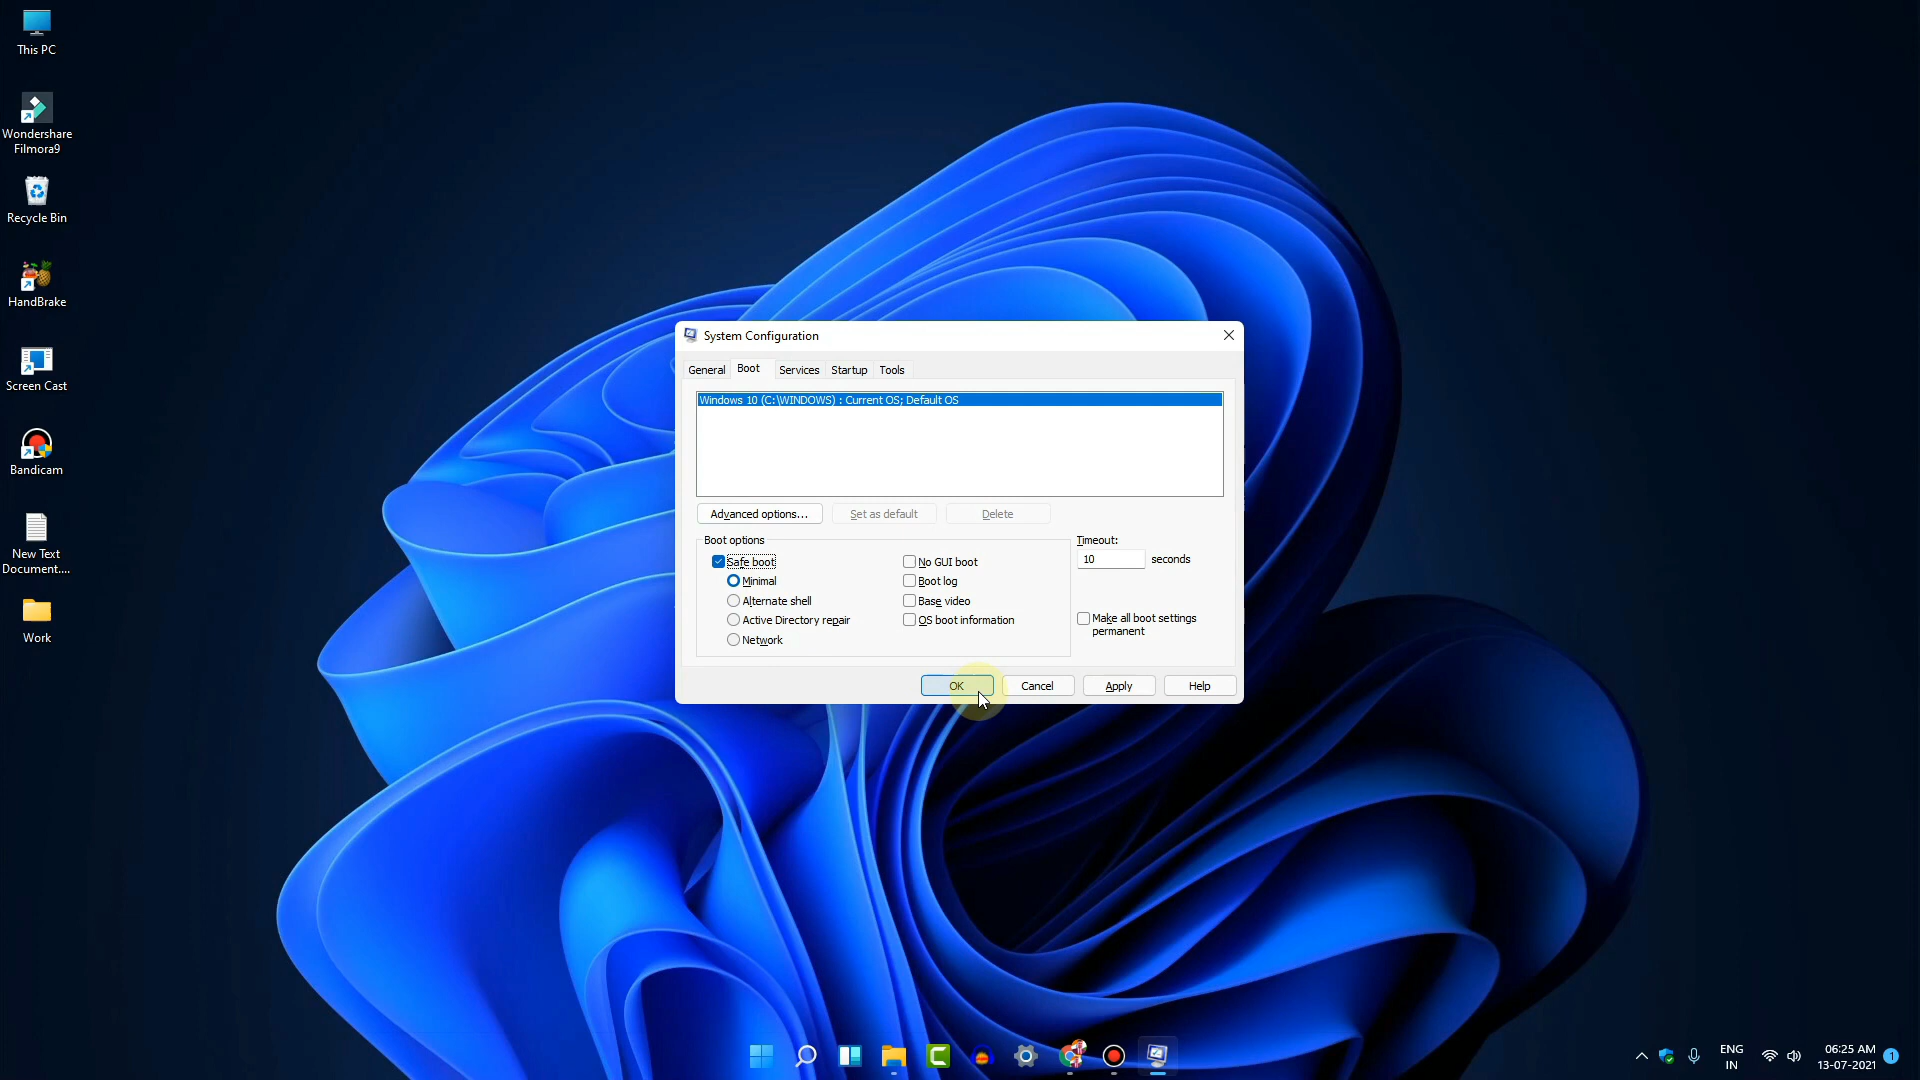 This PC
Wondershare
Filmora9
Recycle Bin
HandBrake
Screen Cast
Bandicam
New Text
Document....
Work
System Configuration
General
Boot
Services
Startup
Tools
Windows 10 (C:\WINDOWS) : Current OS; Default OS
Advanced options...
Set as default
Delete
Boot options
Safe boot
Minimal
Alternate shell
Active Directory repair
Network
No GUI boot
Boot log
Base video
OS boot information
Timeout:
10 seconds
Make all boot settings
permanent
OK
Cancel
Apply
Help
ENG
IN
06:25 AM
13-07-2021
1